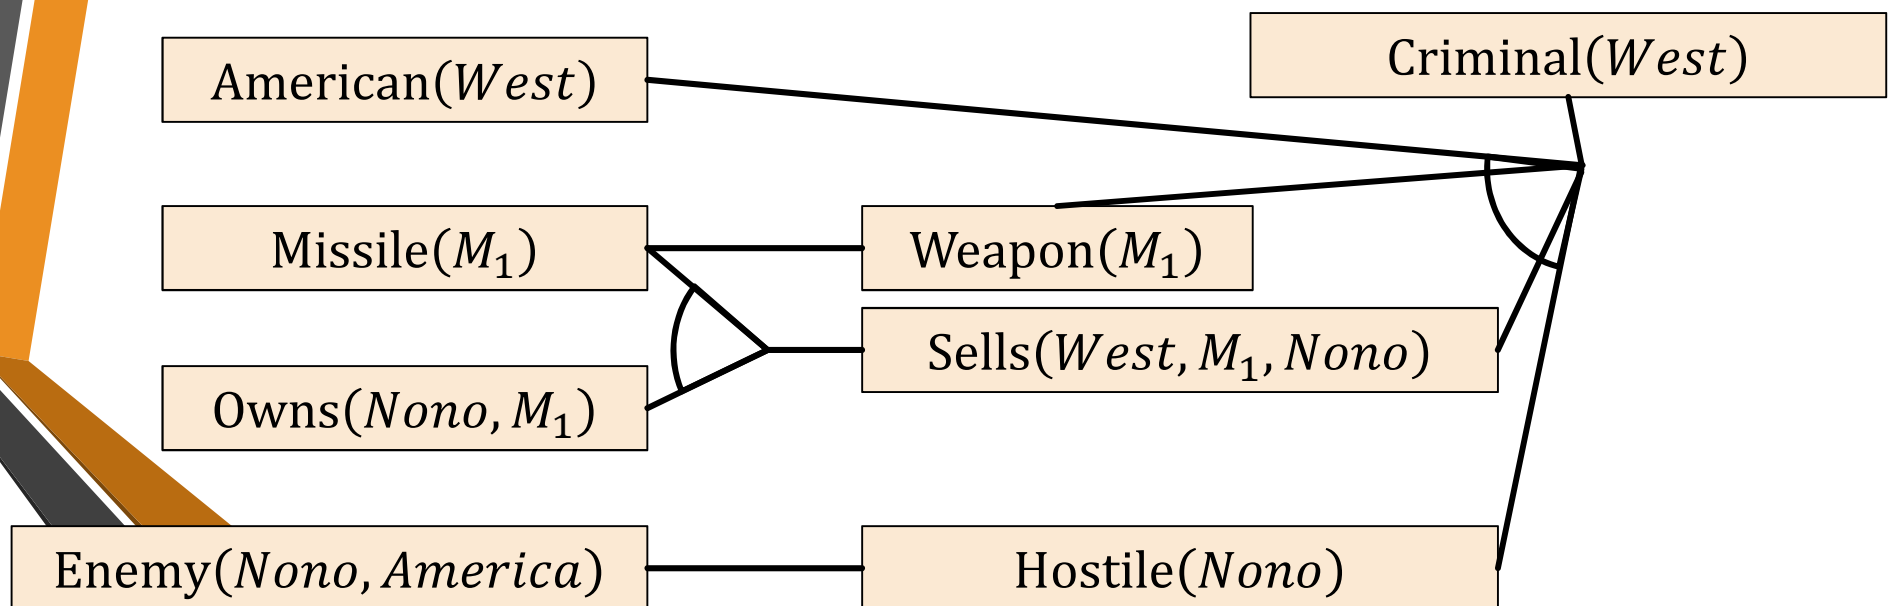 Criminal(West)
American(West)
Missile(M₁)
Weapon(M₁)
Sells(West, M₁, Nono)
Owns(Nono, M₁)
Enemy(Nono, America)
Hostile(Nono)